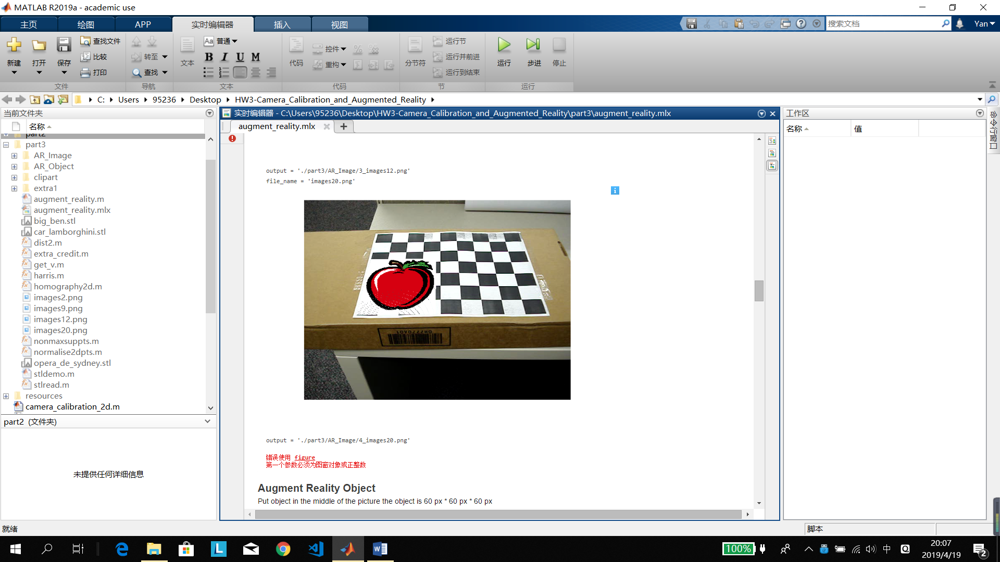 MATLAB R2019a - academic use
主页
绘图
APP
实时编辑器
插入
视图
搜索文档
Yan
新建
打开
保存
查找文件
比较
打印
文件
转至
查找
导航
文本
Aa 普通
B I U M
文本
代码
控件
重构
代码
分节符
运行节
运行并前进
运行到结束
节
运行
步进
停止
运行
C: Users 95236 Desktop HW3-Camera_Calibration_and_Augmented_Reality
当前文件夹
名称
part2
part3
AR_Image
AR_Object
clipart
extra1
augment_reality.m
augment_reality.mlx
big_ben.stl
car_lamborghini.stl
dist2.m
extra_credit.m
get_v.m
harris.m
homography2d.m
images2.png
images9.png
images12.png
images20.png
nonmaxsuppts.m
normalise2dpts.m
opera_de_sydney.stl
stldemo.m
stlread.m
resources
camera_calibration_2d.m
part2 (文件夹)
未提供任何详细信息
实时编辑器 - C:\Users\95236\Desktop\HW3-Camera_Calibration_and_Augmented_Reality\part3\augment_reality.mlx
augment_reality.mlx
output = './part3/AR_Image/3_images12.png'
file_name = 'images20.png'
0H7770A01
output = './part3/AR_Image/4_images20.png'
错误使用 figure
第一个参数必须为图窗对象或正整数
Augment Reality Object
Put object in the middle of the picture the object is 60 px * 60 px * 60 px
工作区
名称
值
命令行窗口
就绪
脚本
100%
中
20:07
2019/4/19
2